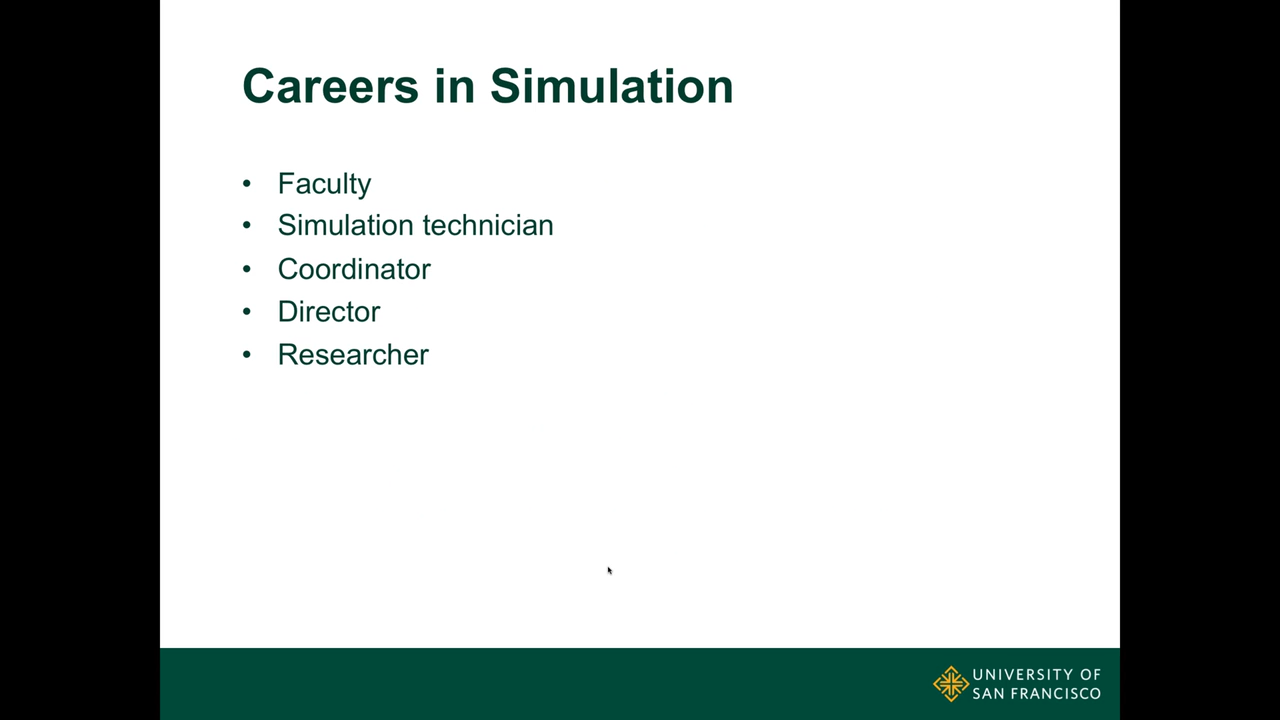 Careers in Simulation
• Faculty
• Simulation technician
• Coordinator
• Director
• Researcher
UNIVERSITY OF
SAN FRANCISCO